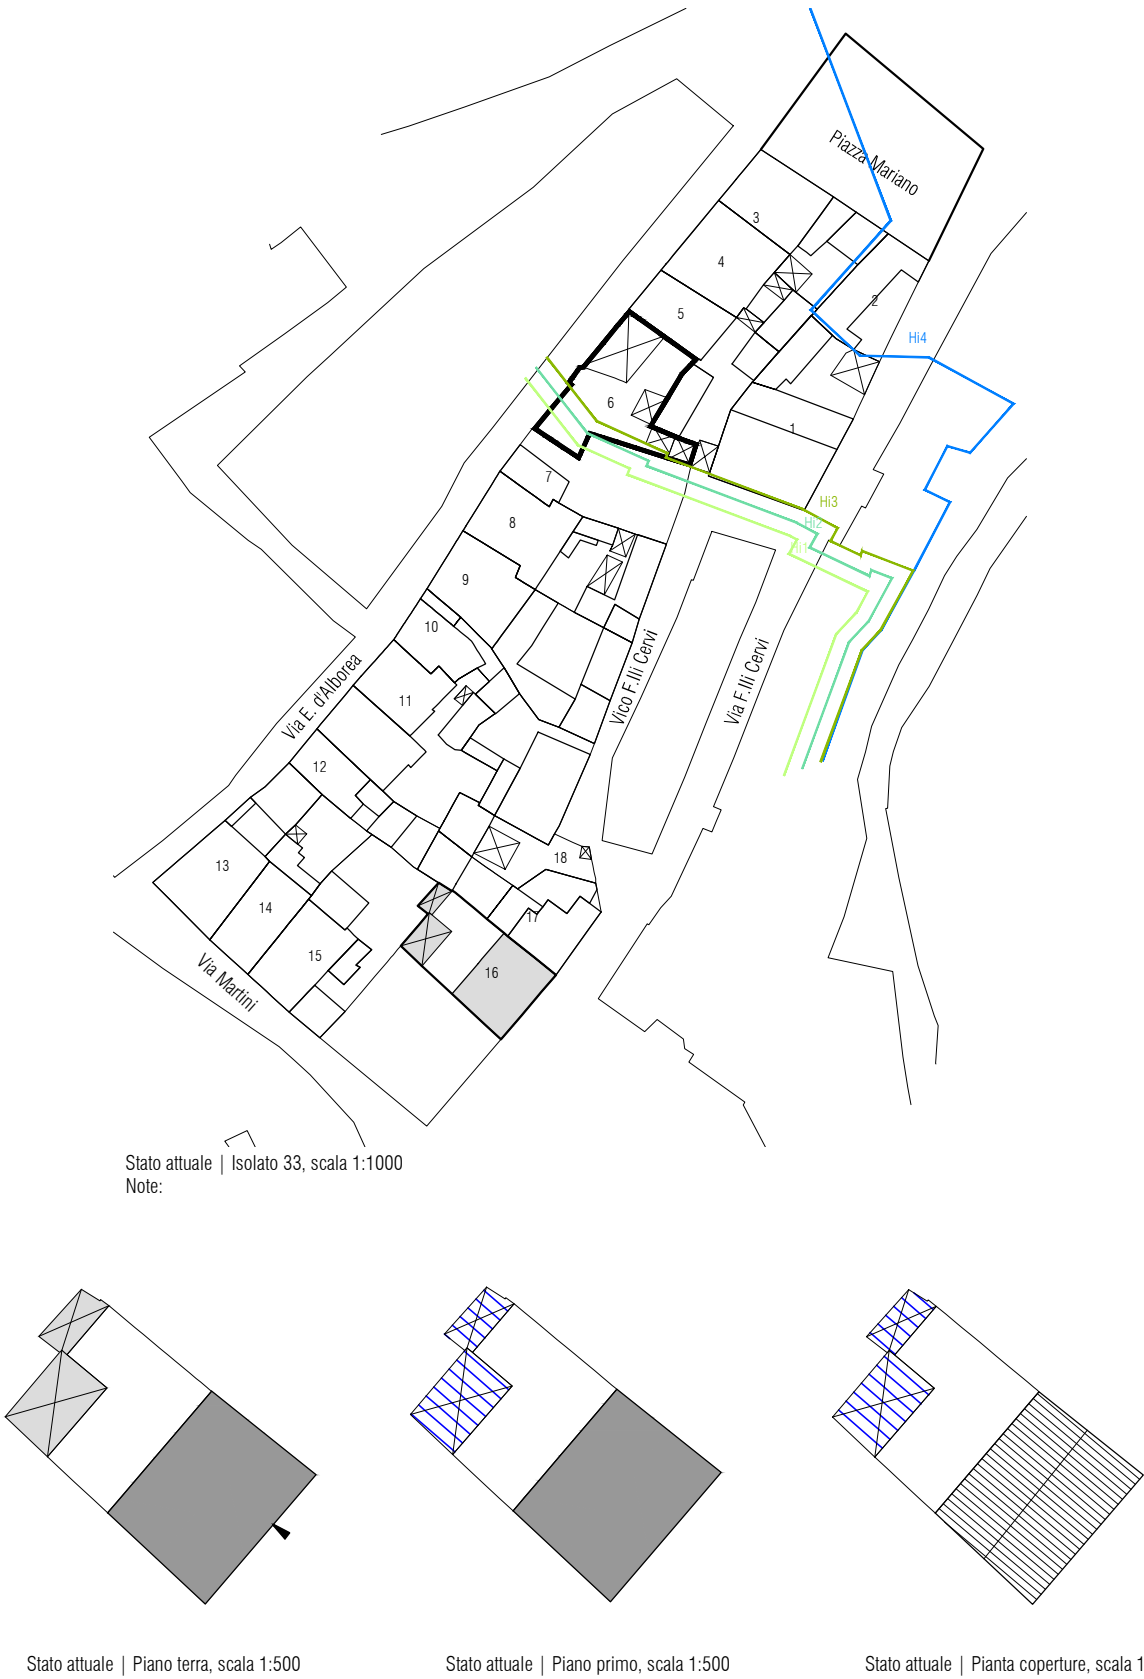 Piazza Mariano
3
4
2
5
Hi4
6
1
7
Hi3
8
Hi2
Hi1
9
10
Via E. d'Alborea
Vico F.lli Cervi
Via F.lli Cervi
11
12
13
18
14
17
15
16
Via Martini
Stato attuale | Isolato 33, scala 1:1000
Note:
Stato attuale | Piano terra, scala 1:500
Stato attuale | Piano primo, scala 1:500
Stato attuale | Pianta coperture, scala 1